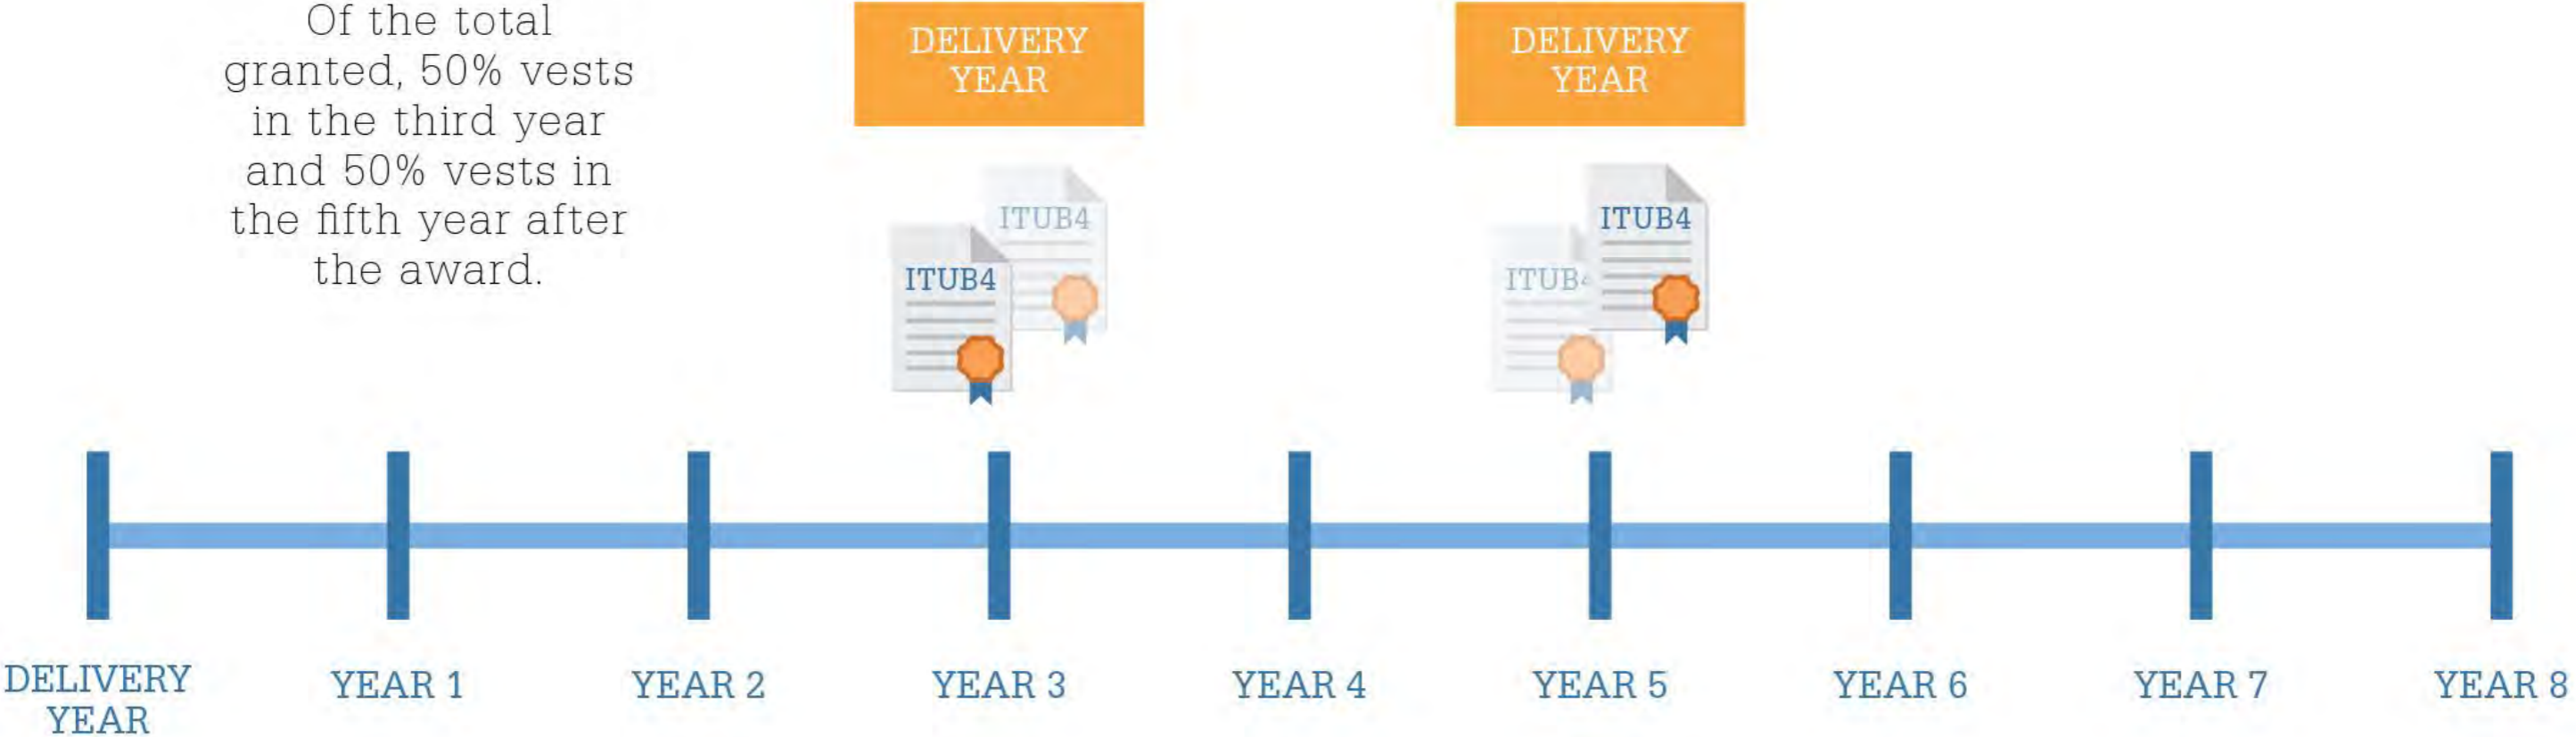 Of the total
granted, 50% vests
in the third year
and 50% vests in
the fifth year after
the award.
DELIVERY
YEAR
DELIVERY
YEAR
ITUB4
ITUB4
ITUB4
ITUB4
DELIVERY
YEAR
YEAR 1
YEAR 2
YEAR 3
YEAR 4
YEAR 5
YEAR 6
YEAR 7
YEAR 8